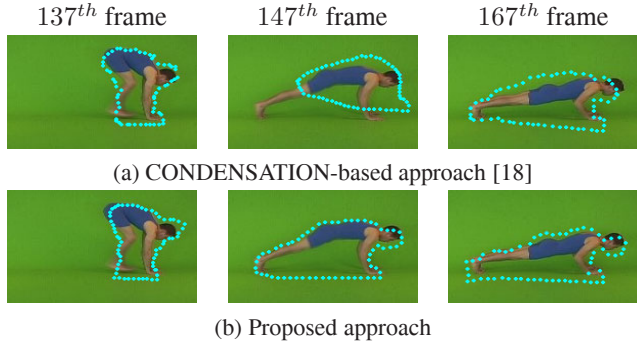 137th frame 147th frame 167th frame
(a) CONDENSATION-based approach [18]
(b) Proposed approach